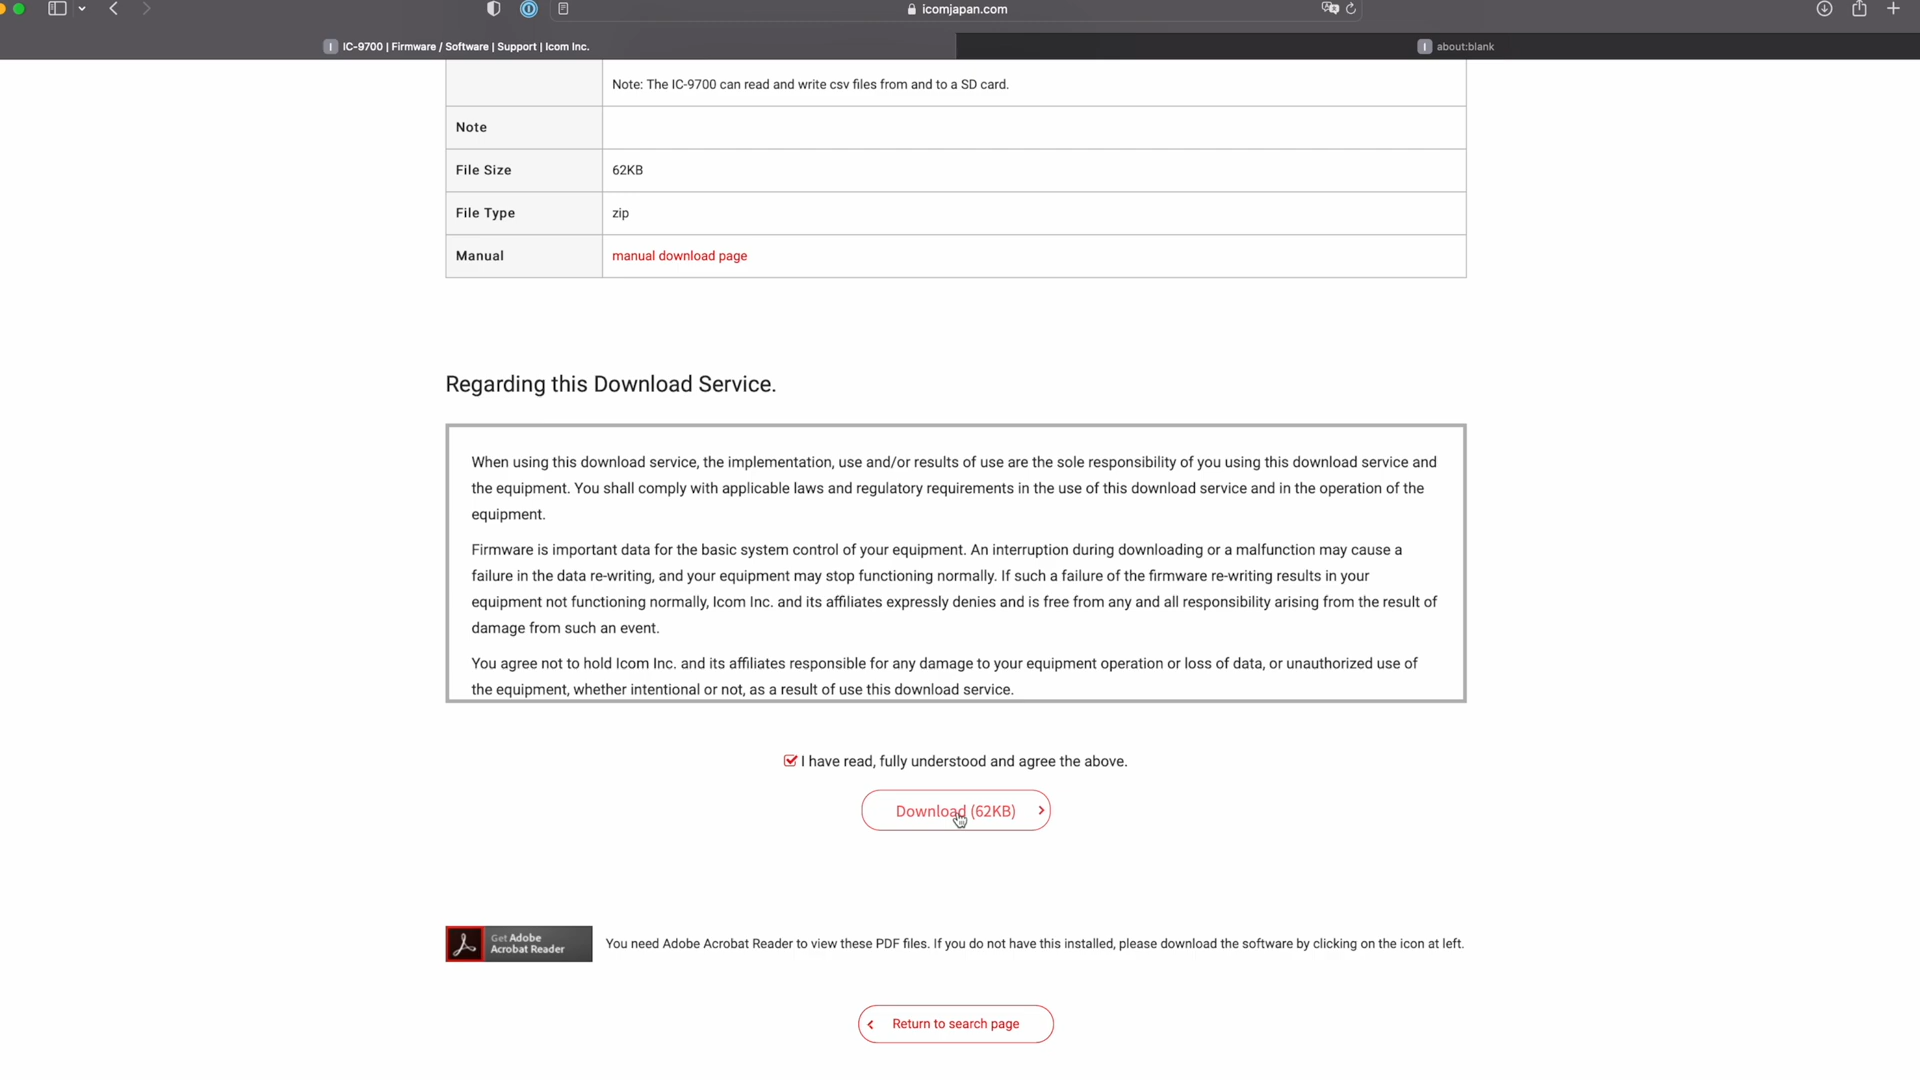 icomjapan.com
IC-9700 | Firmware / Software | Support | Icom Inc.
I about:blank
Note: The IC-9700 can read and write csv files from and to a SD card.
Note
File Size 62KB
File Type zip
Manual manual download page
Regarding this Download Service.
When using this download service, the implementation, use and/or results of use are the sole responsibility of you using this download service and
the equipment. You shall comply with applicable laws and regulatory requirements in the use of this download service and in the operation of the
equipment.
Firmware is important data for the basic system control of your equipment. An interruption during downloading or a malfunction may cause a
failure in the data re-writing, and your equipment may stop functioning normally. If such a failure of the firmware re-writing results in your
equipment not functioning normally, Icom Inc. and its affiliates expressly denies and is free from any and all responsibility arising from the result of
damage from such an event.
You agree not to hold Icom Inc. and its affiliates responsible for any damage to your equipment operation or loss of data, or unauthorized use of
the equipment, whether intentional or not, as a result of use this download service.
I have read, fully understood and agree the above.
Download (62KB)
Get Adobe
Acrobat Reader
You need Adobe Acrobat Reader to view these PDF files. If you do not have this installed, please download the software by clicking on the icon at left.
Return to search page